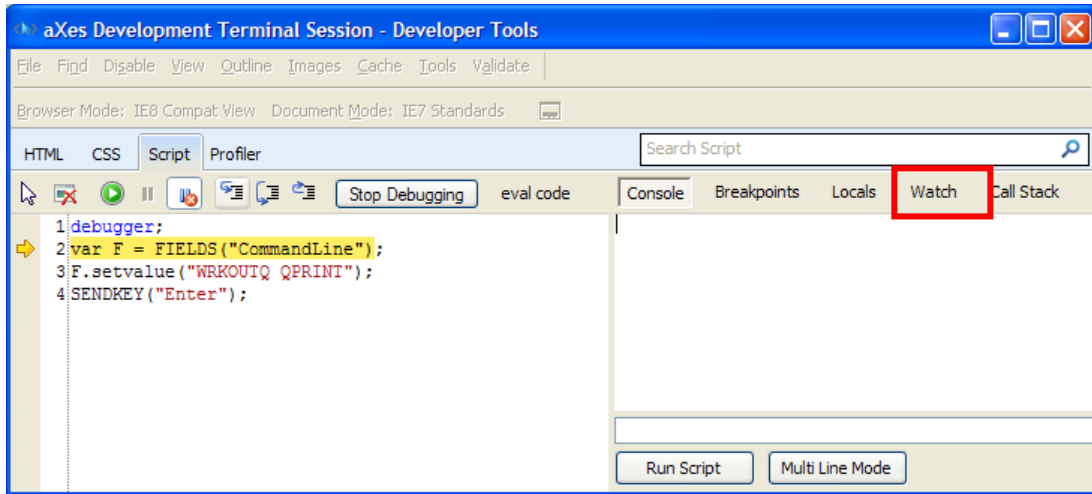 aXes Development Terminal Session - Developer Tools
File Find Disable View Outline Images Cache Tools Validate
Browser Mode: IE8 Compat View Document Mode: IE7 Standards
HTML CSS Script Profiler Search Script
Stop Debugging eval code Console Breakpoints Locals Watch Call Stack
1 debugger;
2 var F = FIELDS("CommandLine");
3 F.setvalue("WRKOUTQ QPRINT");
4 SENDKEY("Enter");
Run Script Multi Line Mode